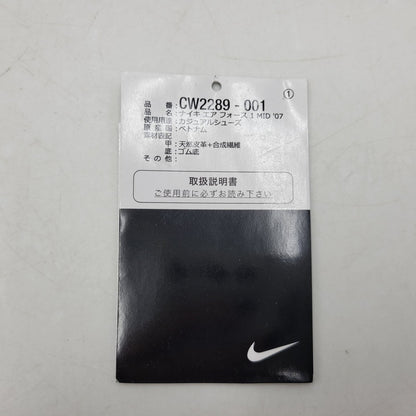 ①
品 番 : CW2289 - 001
品 名 : ナイキ エア フォース 1 MID '07
使用用途 : カジュアルシューズ
原 産 国 : ベトナム
素材表記
甲 : 天然皮革+合成繊維
底 : ゴム底
そ の 他 :
取扱説明書
ご使用前に必ずお読み下さい